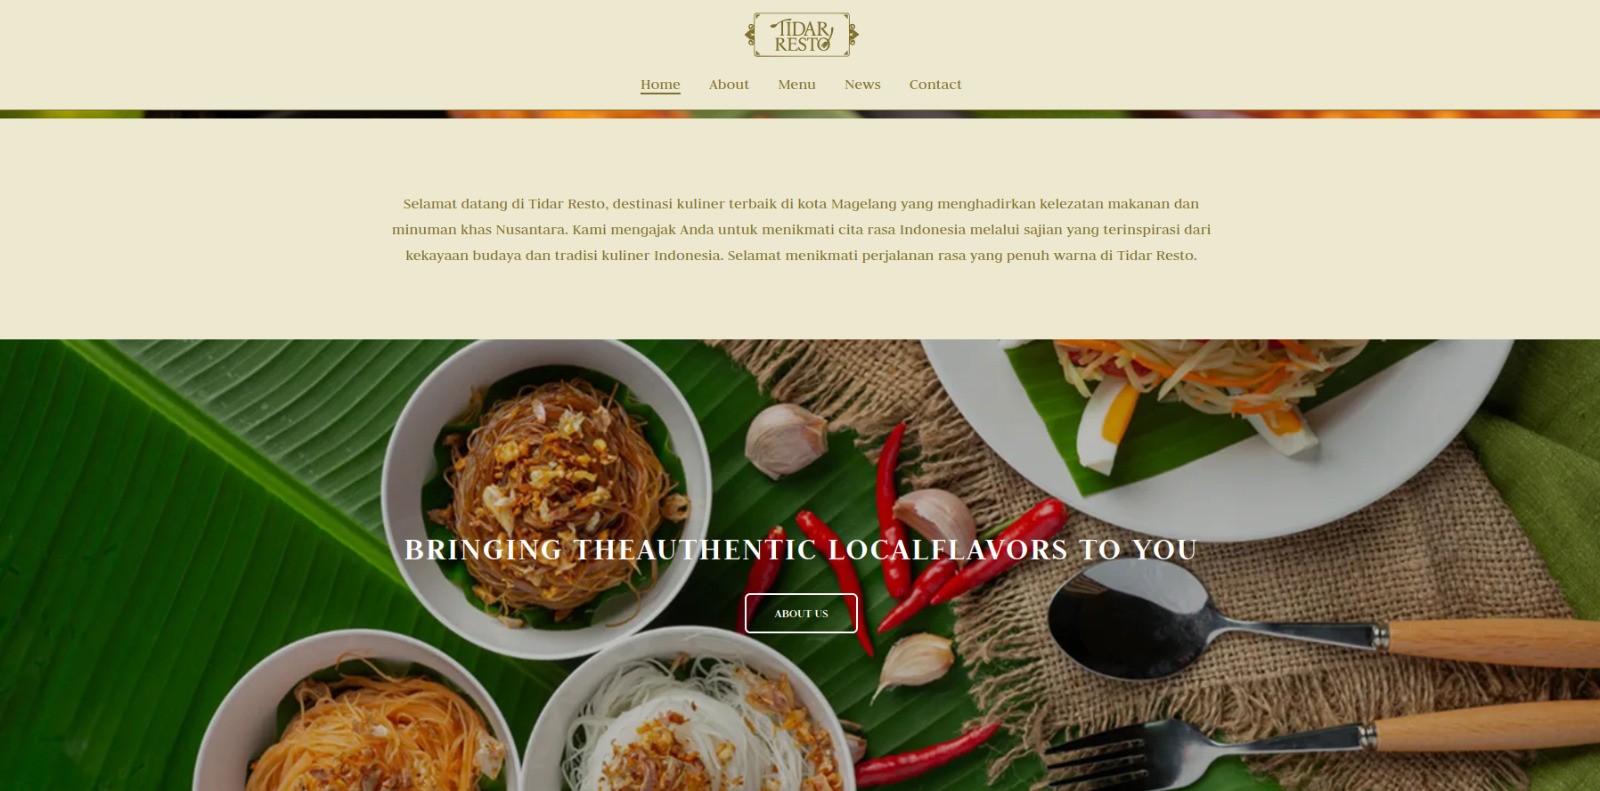 TIDAR
RESTO
Home About Menu News Contact
Selamat datang di Tidar Resto, destinasi kuliner terbaik di kota Magelang yang menghadirkan kelezatan makanan dan
minuman khas Nusantara. Kami mengajak Anda untuk menikmati cita rasa Indonesia melalui sajian yang terinspirasi dari
kekayaan budaya dan tradisi kuliner Indonesia. Selamat menikmati perjalanan rasa yang penuh warna di Tidar Resto.
BRINGING THEAUTHENTIC LOCALFLAVORS TO YOU
ABOUT US